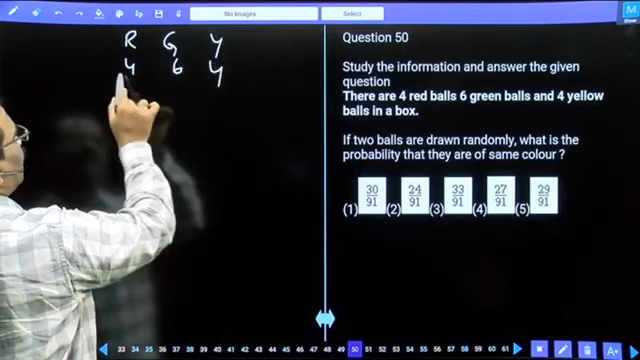 No Images
Select
M
R G Y
4 6 4
Question 50
Study the information and answer the given
question
There are 4 red balls 6 green balls and 4 yellow
balls in a box.
If two balls are drawn randomly, what is the
probability that they are of same colour ?
(1) 30/91 (2) 24/91 (3) 33/91 (4) 27/91 (5) 29/91
33 34 35 36 37 38 39 40 41 42 43 44 45 46 47 48 49 50 51 52 53 54 55 56 57 58 59 60 61
A+